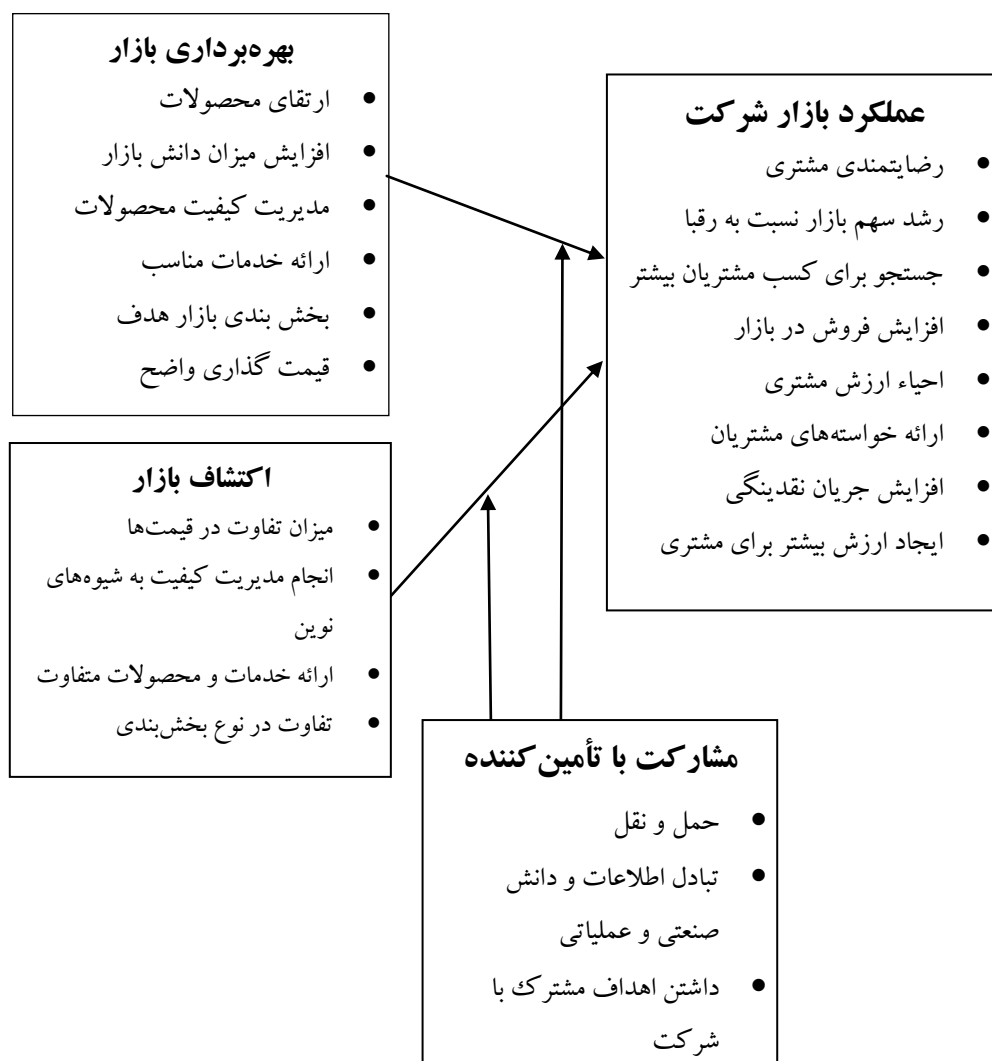 بهره‌برداری بازار
• ارتقای محصولات
• افزایش میزان دانش بازار
• مدیریت کیفیت محصولات
• ارائه خدمات مناسب
• بخش بندی بازار هدف
• قیمت گذاری واضح
عملکرد بازار شرکت
• رضایتمندی مشتری
• رشد سهم بازار نسبت به رقبا
• جستجو برای کسب مشتریان بیشتر
• افزایش فروش در بازار
• احیاء ارزش مشتری
• ارائه خواسته‌های مشتریان
• افزایش جریان نقدینگی
• ایجاد ارزش بیشتر برای مشتری
اکتشاف بازار
• میزان تفاوت در قیمت‌ها
• انجام مدیریت کیفیت به شیوه‌های
نوین
• ارائه خدمات و محصولات متفاوت
• تفاوت در نوع بخش‌بندی
مشارکت با تأمین‌کننده
• حمل و نقل
• تبادل اطلاعات و دانش
صنعتی و عملیاتی
• داشتن اهداف مشترک با
شرکت